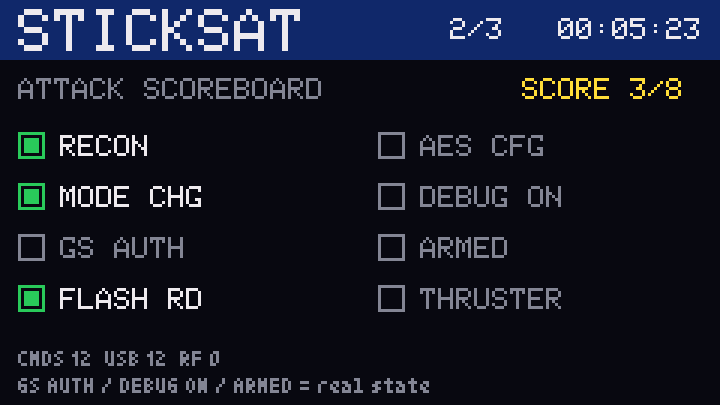 STICKSAT 2/3 00:05:23
ATTACK SCOREBOARD SCORE 3/8
RECON AES CFG
MODE CHG DEBUG ON
GS AUTH ARMED
FLASH RD THRUSTER
CMDS 12 USB 12 RF 0
GS AUTH / DEBUG ON / ARMED = real state